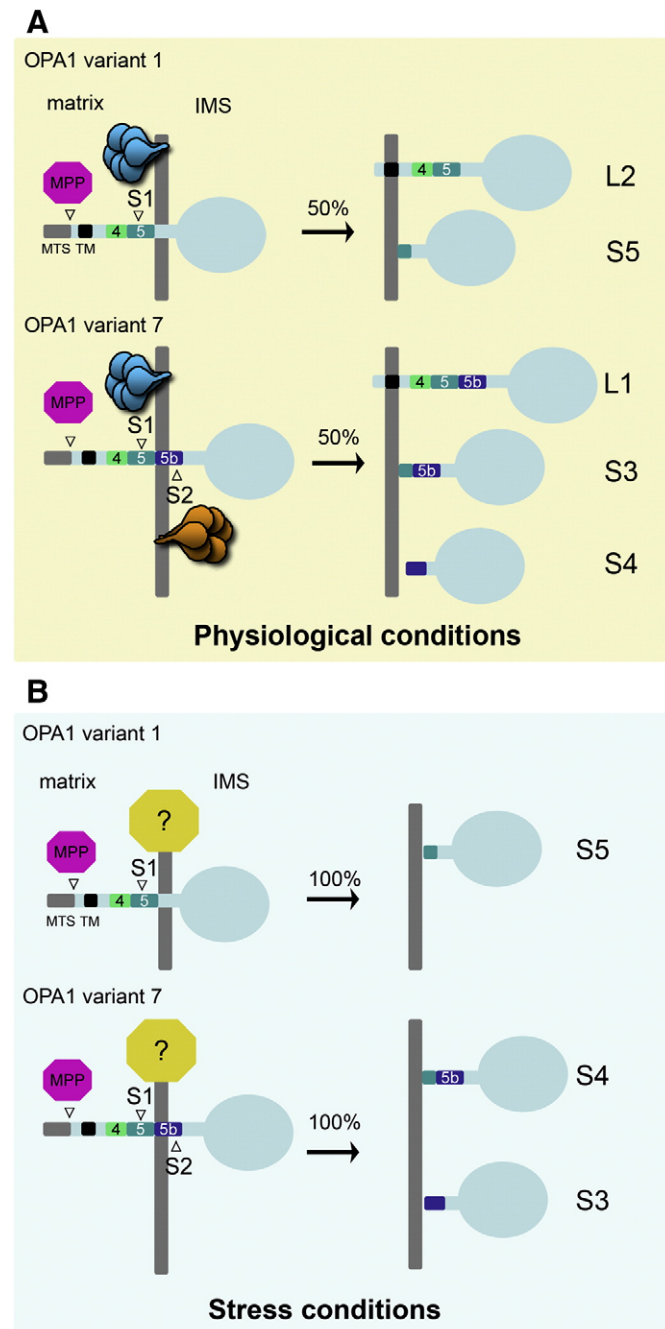 A
OPA1 variant 1
matrix IMS
MPP
S1
50%
MTS TM 4 5
4 5 L2
S5
OPA1 variant 7
MPP
S1
50%
4 5 5b
S2
4 5 5b L1
5b S3
S4
Physiological conditions
B
OPA1 variant 1
matrix IMS
?
MPP
S1
100%
MTS TM 4 5
S5
OPA1 variant 7
?
MPP
S1
100%
4 5 5b
S2
5b S4
S3
Stress conditions